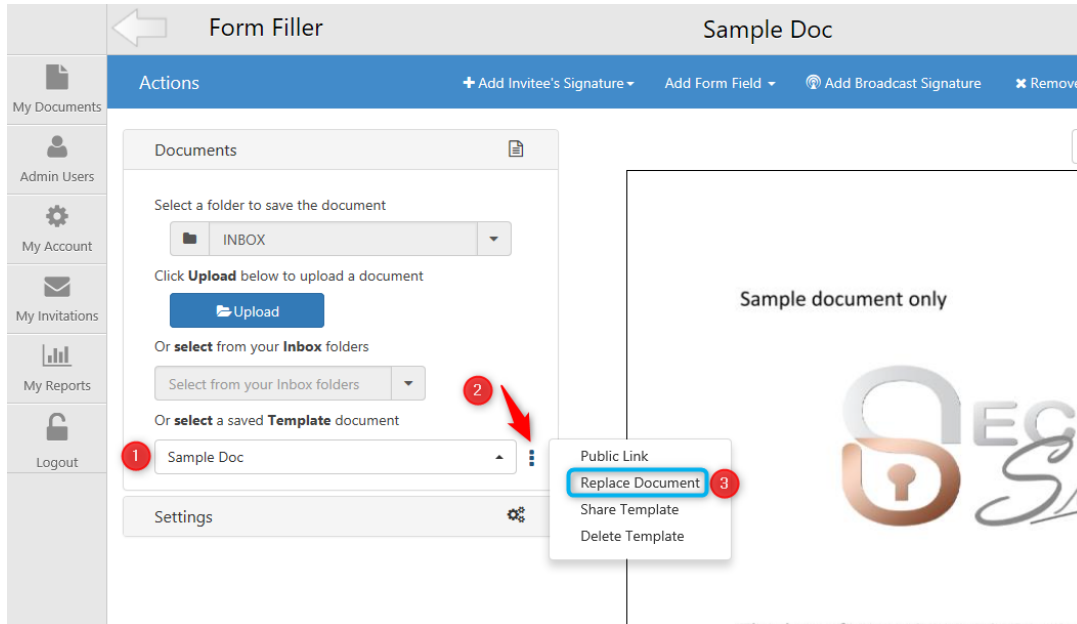 Form Filler
Sample Doc
My Documents
Admin Users
My Account
My Invitations
My Reports
Logout
Actions
+ Add Invitee's Signature
Add Form Field
Add Broadcast Signature
Remove
Documents
Select a folder to save the document
INBOX
Click Upload below to upload a document
Upload
Or select from your Inbox folders
Select from your Inbox folders
2
Or select a saved Template document
1
Sample Doc
Public Link
Replace Document 3
Share Template
Delete Template
Settings
Sample document only